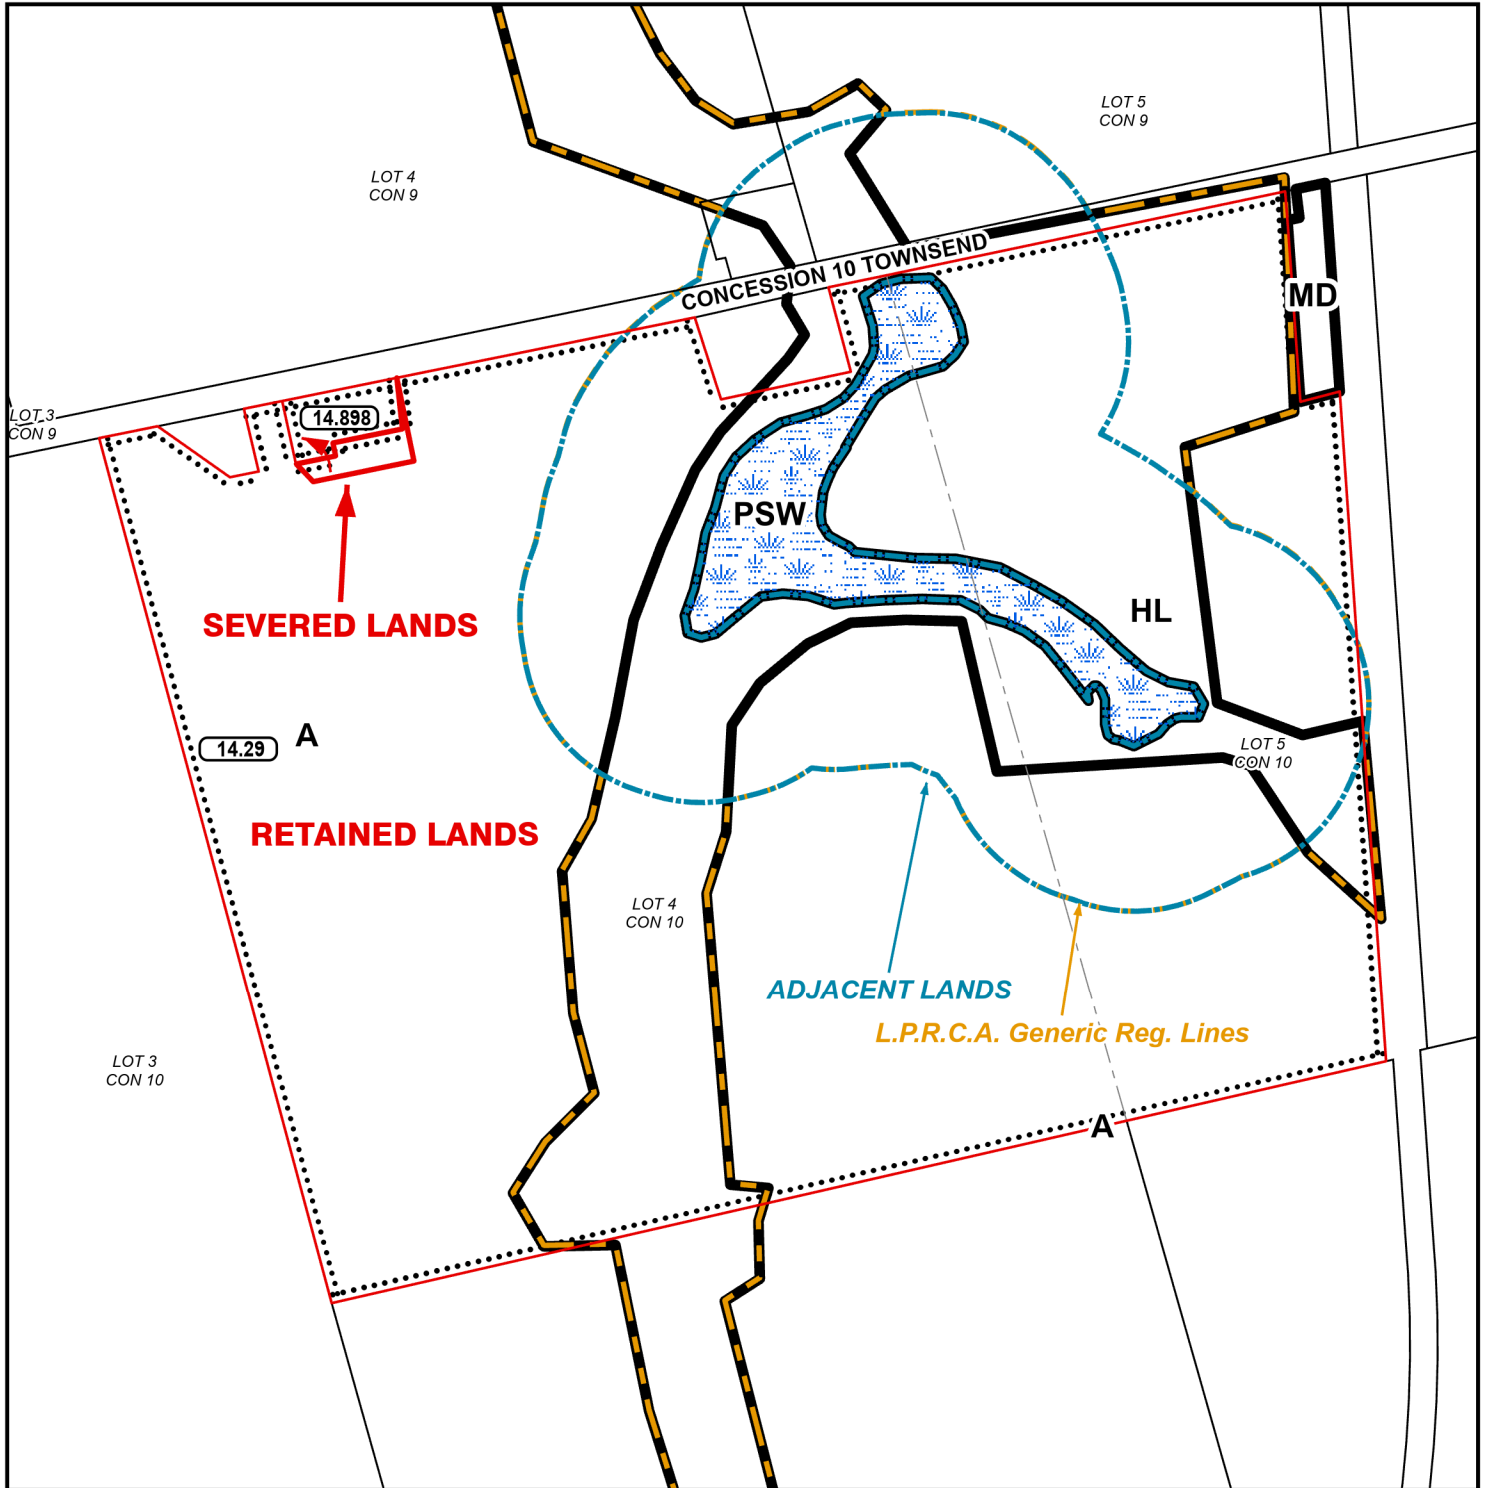 LOT 5
CON 9
LOT 4
CON 9
CONCESSION 10 TOWNSEND
MD
LOT 3
CON 9
14.898
PSW
HL
SEVERED LANDS
A
14.29
LOT 5
CON 10
RETAINED LANDS
LOT 4
CON 10
ADJACENT LANDS
L.P.R.C.A. Generic Reg. Lines
LOT 3
CON 10
A